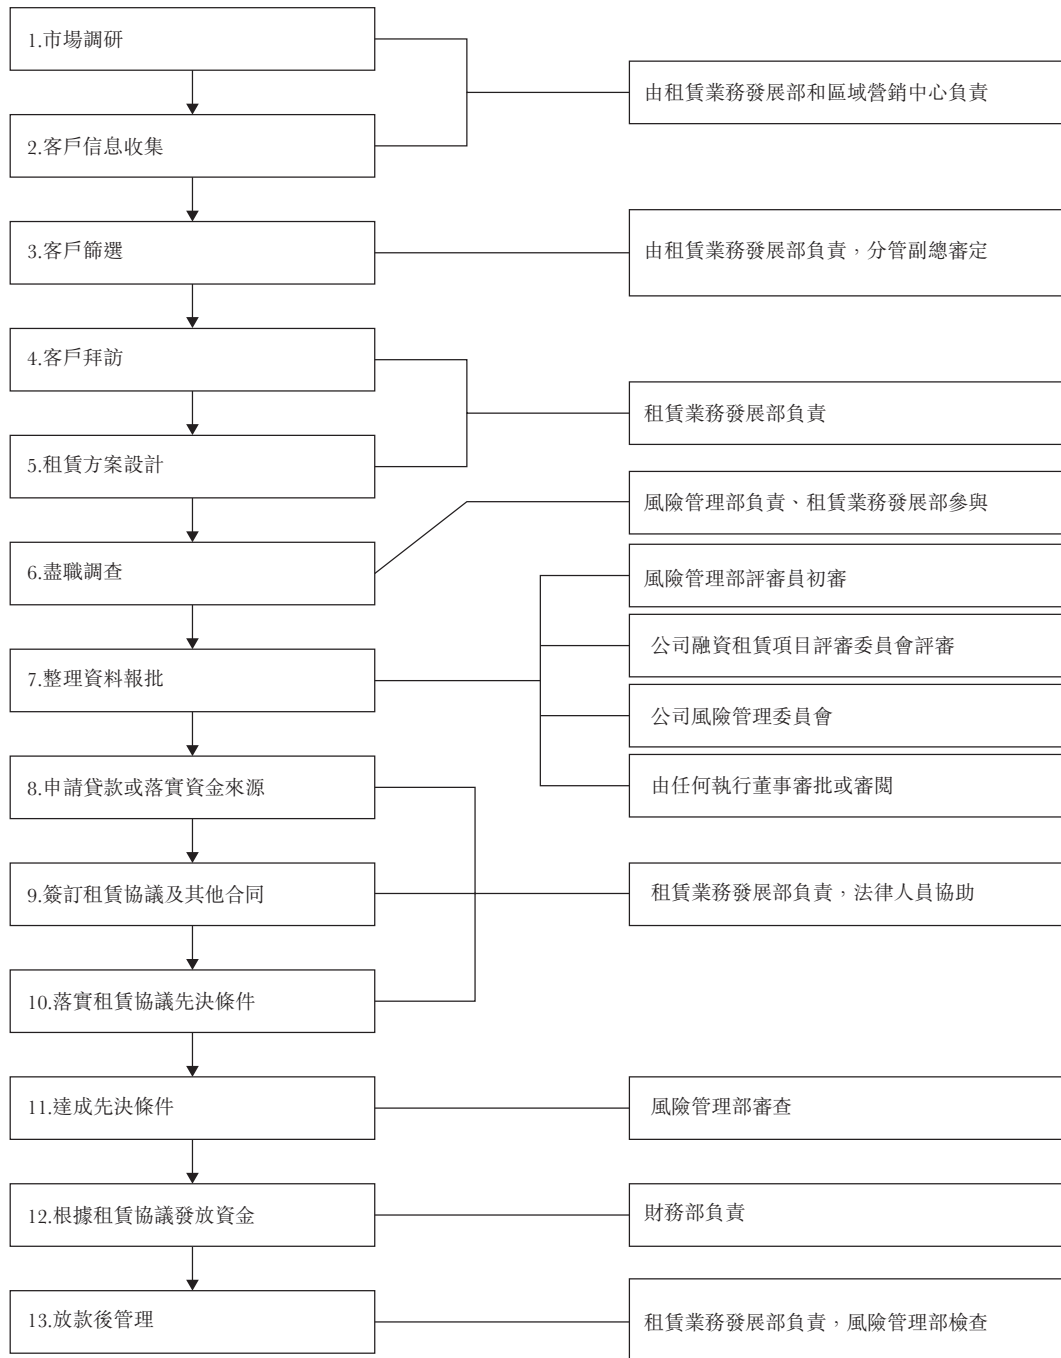 1.市場調研
由租賃業務發展部和區域營銷中心負責
2.客戶信息收集
3.客戶篩選
由租賃業務發展部負責，分管副總審定
4.客戶拜訪
租賃業務發展部負責
5.租賃方案設計
風險管理部負責、租賃業務發展部參與
6.盡職調查
風險管理部評審員初審
公司融資租賃項目評審委員會評審
7.整理資料報批
公司風險管理委員會
8.申請貸款或落實資金來源
由任何執行董事審批或審閱
9.簽訂租賃協議及其他合同
租賃業務發展部負責，法律人員協助
10.落實租賃協議先決條件
11.達成先決條件
風險管理部審查
12.根據租賃協議發放資金
財務部負責
13.放款後管理
租賃業務發展部負責，風險管理部檢查